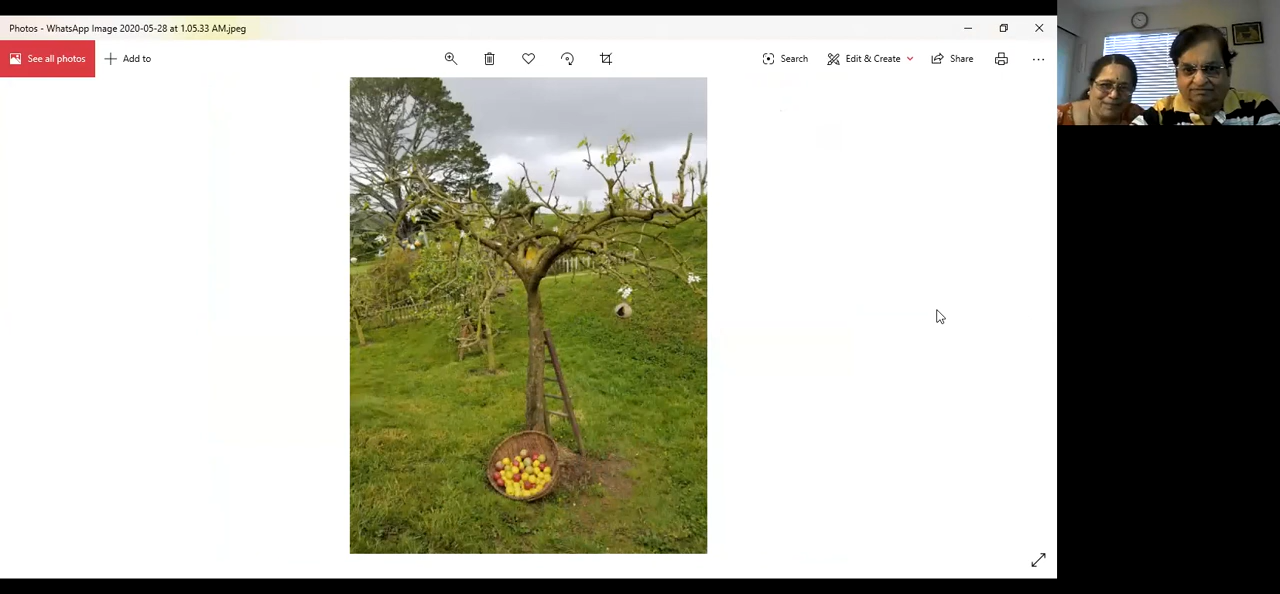 Photos - WhatsApp Image 2020-05-28 at 1.05.33 AM.jpeg
See all photos
Add to
Search
Edit & Create
Share